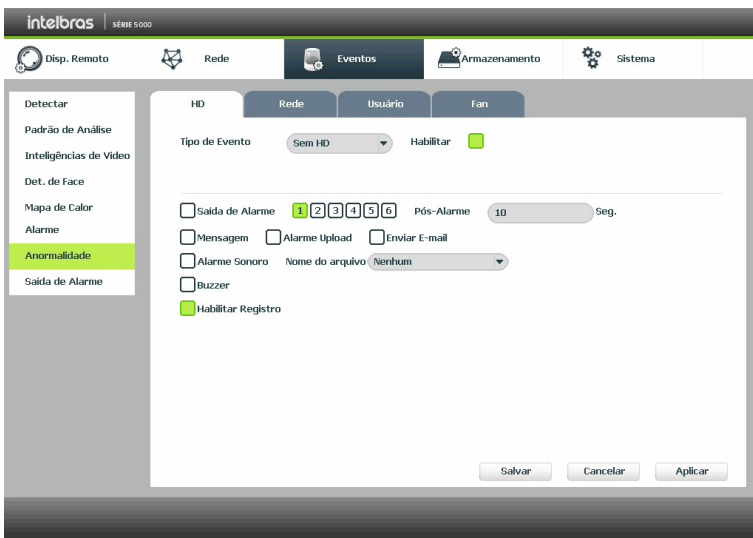 intelbras SÉRIE 5000
Disp. Remoto Rede Eventos Armazenamento Sistema
Detectar
Padrão de Análise
Inteligências de Video
Det. de Face
Mapa de Calor
Alarme
Anormalidade
Saída de Alarme
HD Rede Usuário Fan
Tipo de Evento Sem HD Habilitar
Saída de Alarme 1 2 3 4 5 6 Pós-Alarme 10 Seg.
Mensagem Alarme Upload Enviar E-mail
Alarme Sonoro Nome do arquivo Nenhum
Buzzer
Habilitar Registro
Salvar Cancelar Aplicar